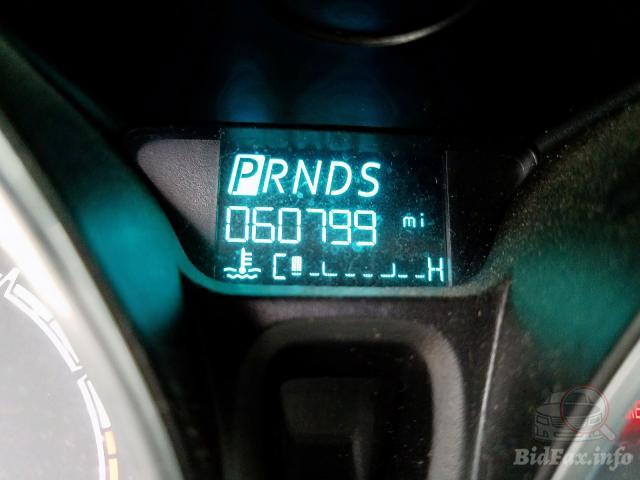 PRNDS
060799 mi
C H
BidFax.info